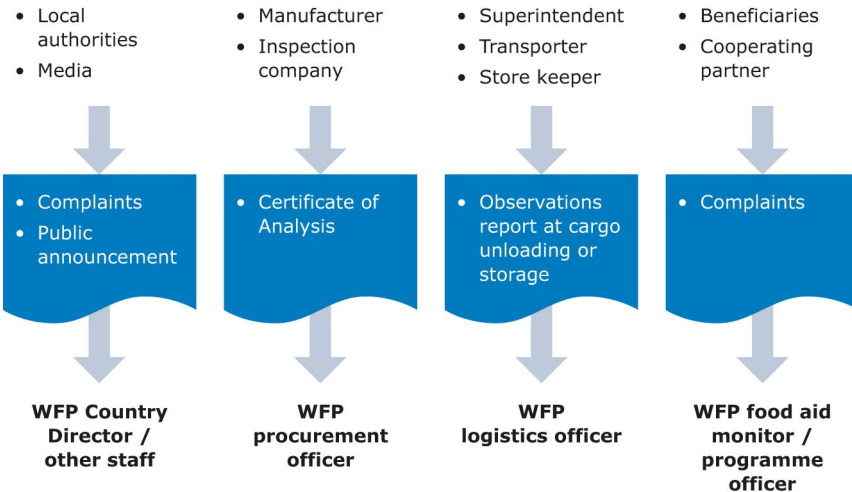 • Local
authorities
• Media
• Manufacturer
• Inspection
company
• Superintendent
• Transporter
• Store keeper
• Beneficiaries
• Cooperating
partner
• Complaints
• Public
announcement
• Certificate of
Analysis
• Observations
report at cargo
unloading or
storage
• Complaints
WFP Country
Director /
other staff
WFP
procurement
officer
WFP
logistics officer
WFP food aid
monitor /
programme
officer